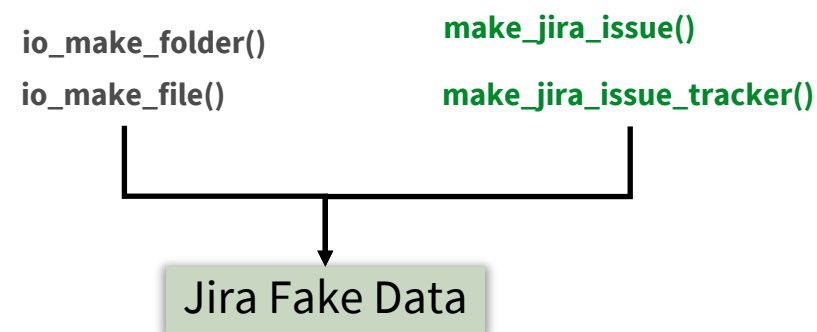 io_make_folder()
io_make_file()
make_jira_issue()
make_jira_issue_tracker()
Jira Fake Data